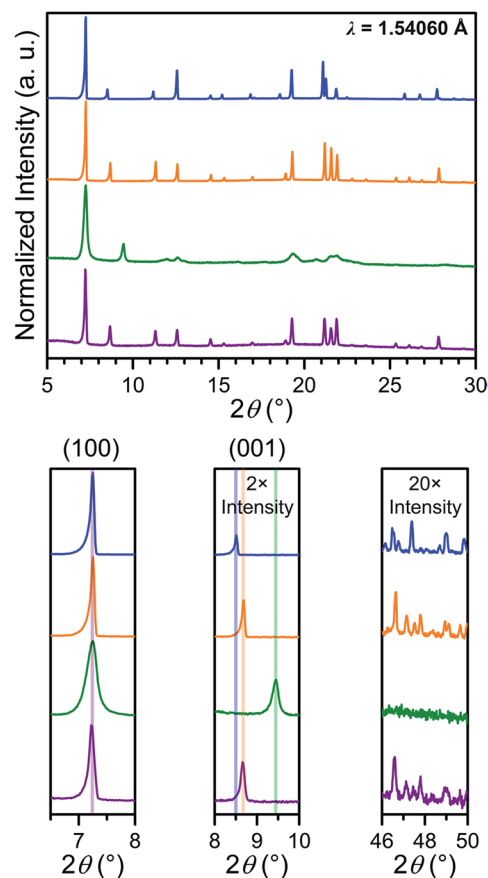 λ = 1.54060 Å
Normalized Intensity (a. u.)
5 10 15 20 25 30
2θ (°)
(100) (001)
2× Intensity
20× Intensity
7 8 8 9 10 46 48 50
2θ (°) 2θ (°) 2θ (°)